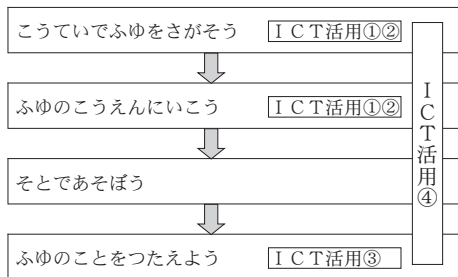 こうていでふゆをさがそう ＩＣＴ活用①②
ふゆのこうえんにいこう ＩＣＴ活用①②
そとであそぼう
ふゆのことをつたえよう ＩＣＴ活用③
ＩＣＴ活用④